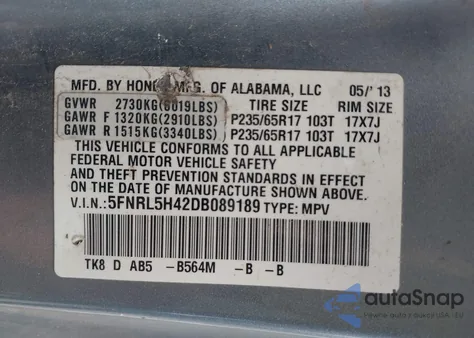 MFD. BY HONDA MFG. OF ALABAMA, LLC 05/'13
GVWR 2730KG(6019LBS) TIRE SIZE RIM SIZE
GAWR F 1320KG(2910LBS) P235/65R17 103T 17X7J
GAWR R 1515KG(3340LBS) P235/65R17 103T 17X7J
THIS VEHICLE CONFORMS TO ALL APPLICABLE
FEDERAL MOTOR VEHICLE SAFETY
AND THEFT PREVENTION STANDARDS IN EFFECT
ON THE DATE OF MANUFACTURE SHOWN ABOVE.
V.I.N.: 5FNRL5H42DB089189 TYPE: MPV
TK8 D AB5 -B564M -B -B
autoSnap